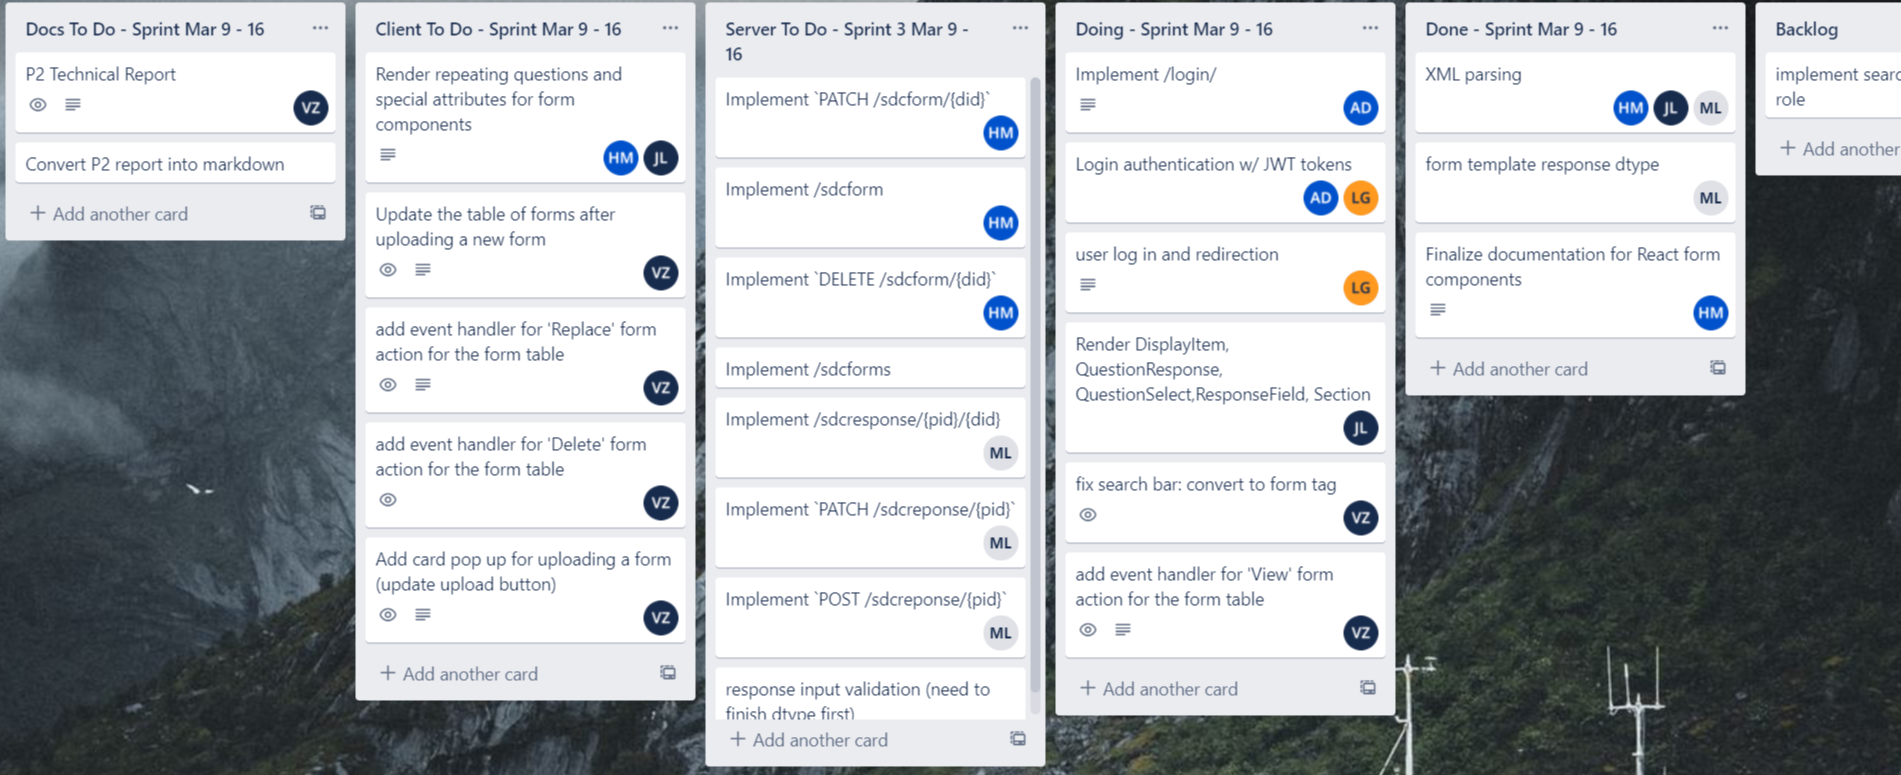 Docs To Do - Sprint Mar 9 - 16
P2 Technical Report
VZ
Convert P2 report into markdown
Add another card
Client To Do - Sprint Mar 9 - 16
Render repeating questions and
special attributes for form
components
HM JL
Update the table of forms after
uploading a new form
VZ
add event handler for 'Replace' form
action for the form table
VZ
add event handler for 'Delete' form
action for the form table
VZ
Add card pop up for uploading a form
(update upload button)
VZ
Add another card
Server To Do - Sprint 3 Mar 9 -
16
Implement `PATCH /sdcform/{did}`
HM
Implement /sdcform
HM
Implement `DELETE /sdcform/{did}`
HM
Implement /sdcforms
Implement /sdcresponse/{pid}/{did}
ML
Implement `PATCH /sdcreponse/{pid}`
ML
Implement `POST /sdcreponse/{pid}`
ML
response input validation (need to
finish dtype first)
Add another card
Doing - Sprint Mar 9 - 16
Implement /login/
AD
Login authentication w/ JWT tokens
AD LG
user log in and redirection
LG
Render DisplayItem,
QuestionResponse,
QuestionSelect,ResponseField, Section
JL
fix search bar: convert to form tag
VZ
add event handler for 'View' form
action for the form table
VZ
Add another card
Done - Sprint Mar 9 - 16
XML parsing
HM JL ML
form template response dtype
ML
Finalize documentation for React form
components
HM
Add another card
Backlog
implement
role
Add another